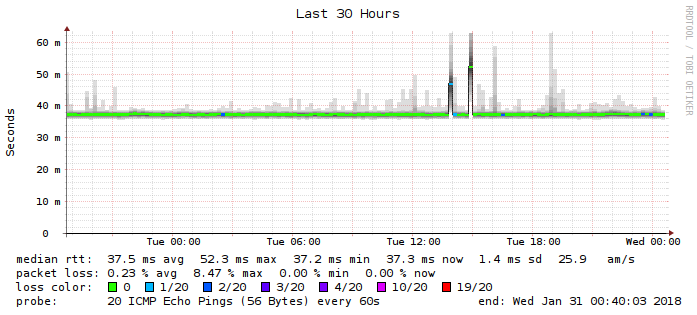 Last 30 Hours
RRDTOOL / TOBI OETIKER
Seconds
60 m
50 m
40 m
30 m
20 m
10 m
0
Tue 00:00 Tue 06:00 Tue 12:00 Tue 18:00 Wed 00:00
median rtt: 37.5 ms avg 52.3 ms max 37.2 ms min 37.3 ms now 1.4 ms sd 25.9 am/s
packet loss: 0.23 % avg 8.47 % max 0.00 % min 0.00 % now
loss color: 0 1/20 2/20 3/20 4/20 10/20 19/20
probe: 20 ICMP Echo Pings (56 Bytes) every 60s end: Wed Jan 31 00:40:03 2018